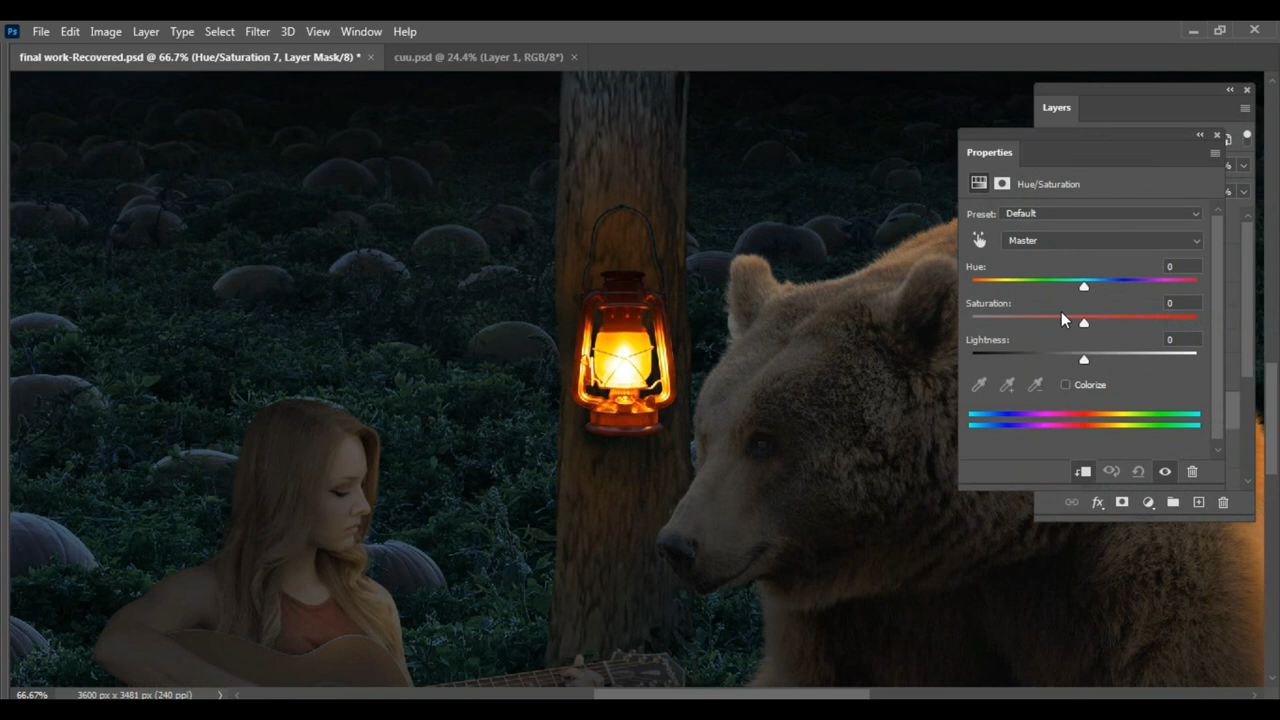 Ps File Edit Image Layer Type Select Filter 3D View Window Help
final work-Recovered.psd @ 66.7% (Hue/Saturation 7, Layer Mask/8) * × cuu.psd @ 24.4% (Layer 1, RGB/8*) ×
Layers
Properties
Hue/Saturation
%
Preset: Default
%
Master
Hue: 0
Saturation: 0
Lightness: 0
Colorize
fx
66.67% 3600 px x 3481 px (240 ppi)